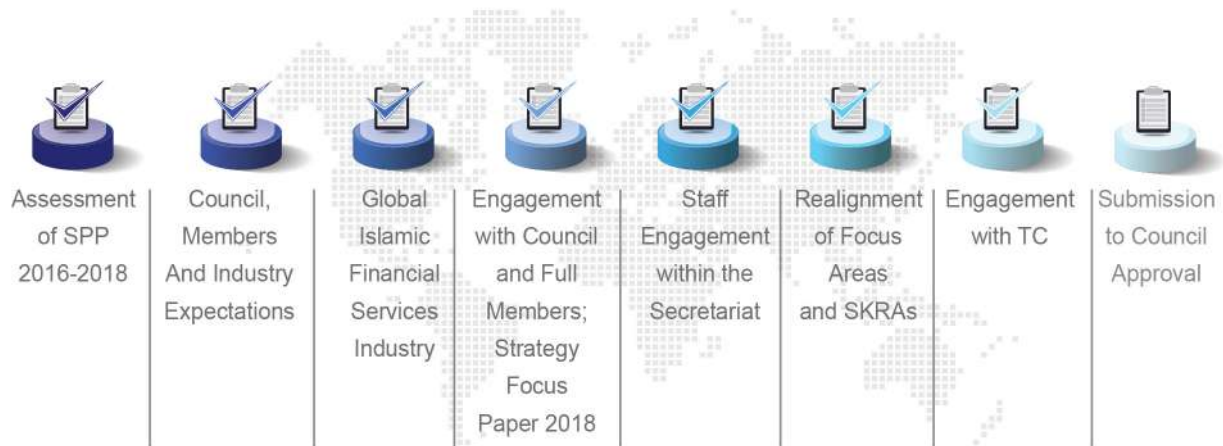 Assessment
of SPP
2016-2018
Council,
Members
And Industry
Expectations
Global
Islamic
Financial
Services
Industry
Engagement
with Council
and Full
Members;
Strategy
Focus
Paper 2018
Staff
Engagement
within the
Secretariat
Realignment
of Focus
Areas
and SKRAs
Engagement
with TC
Submission
to Council
Approval